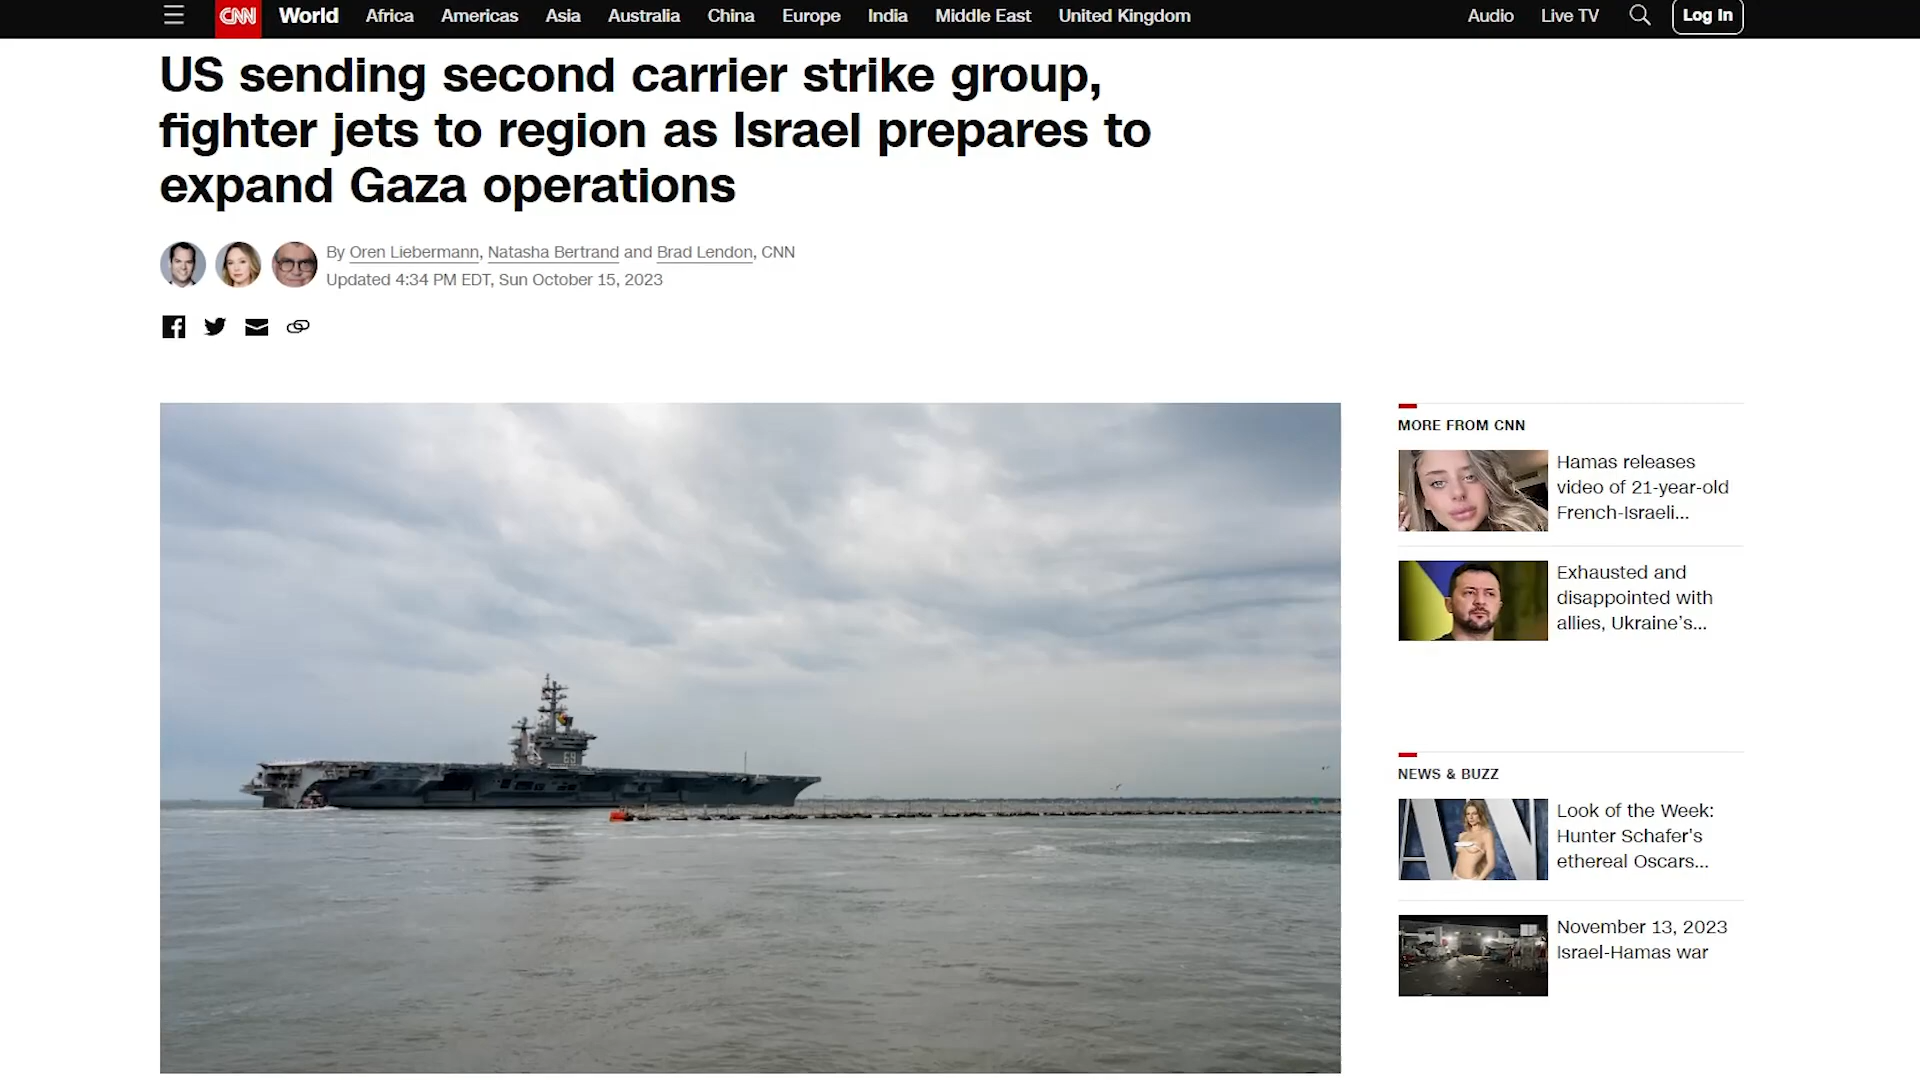 CNN World Africa Americas Asia Australia China Europe India Middle East United Kingdom Audio Live TV Log In
US sending second carrier strike group,
fighter jets to region as Israel prepares to
expand Gaza operations
By Oren Liebermann, Natasha Bertrand and Brad Lendon, CNN
Updated 4:34 PM EDT, Sun October 15, 2023
69
MORE FROM CNN
Hamas releases
video of 21-year-old
French-Israeli...
Exhausted and
disappointed with
allies, Ukraine's...
NEWS & BUZZ
Look of the Week:
Hunter Schafer's
ethereal Oscars...
November 13, 2023
Israel-Hamas war